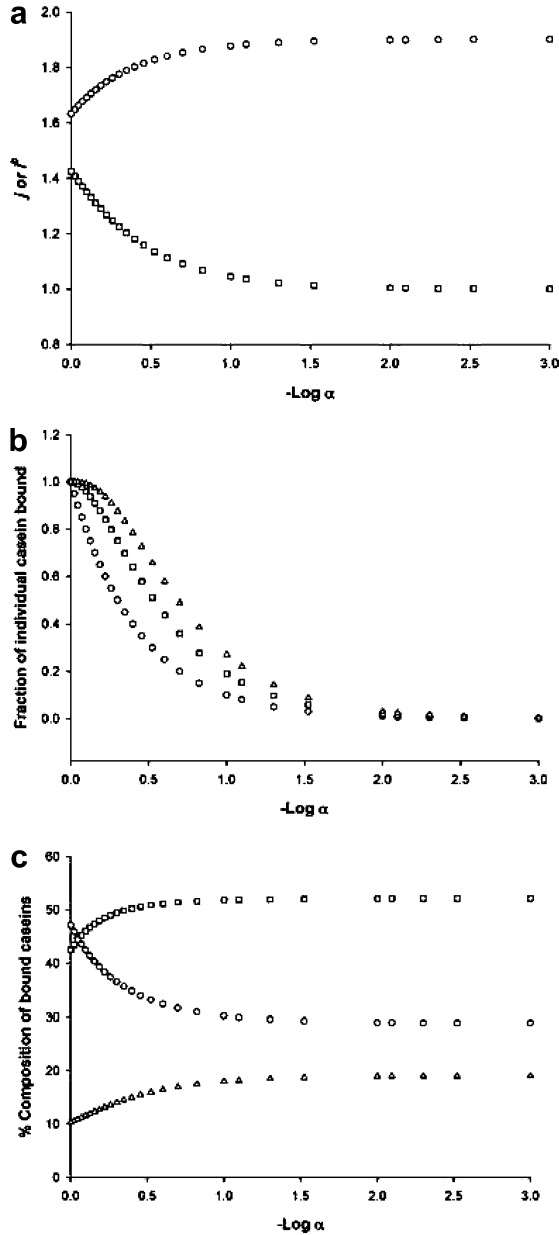 a
2.0
1.8
1.6
1.4
1.2
1.0
0.8
j or i^b
0.0 0.5 1.0 1.5 2.0 2.5 3.0
-Log α
b
1.2
1.0
0.8
0.6
0.4
0.2
0.0
Fraction of individual casein bound
0.0 0.5 1.0 1.5 2.0 2.5 3.0
-Log α
c
60
50
40
30
20
10
0
% Composition of bound caseins
0.0 0.5 1.0 1.5 2.0 2.5 3.0
-Log α